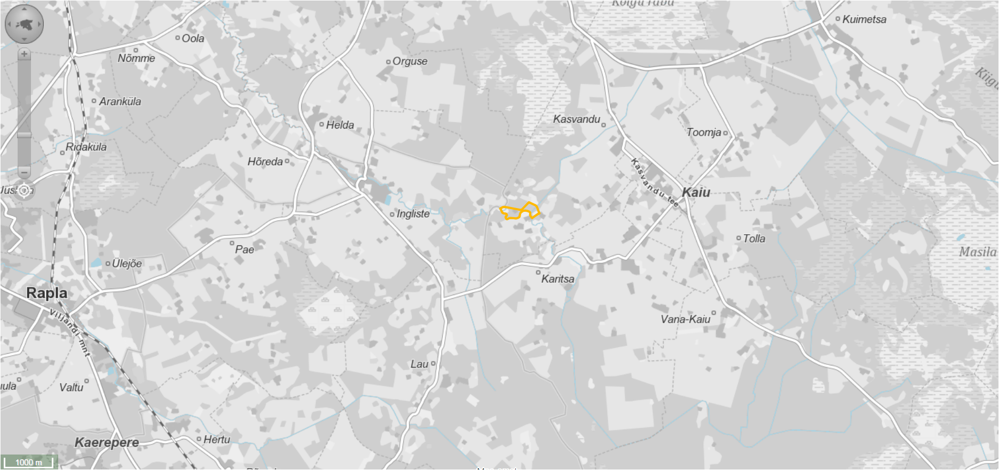 Kuimetsa
Oola
Nõmme
Orguse
Aranküla
Kasvandu
Helda
Toomja
Ridaküla
Hõreda
Kasvandu tee
Kaiu
Ingliste
Tolla
Pae
Masila
Ülejõe
Karitsa
Rapla
Viljandi mnt
Vana-Kaiu
Lau
Valtu
Hertu
Kaerepere
1000 m